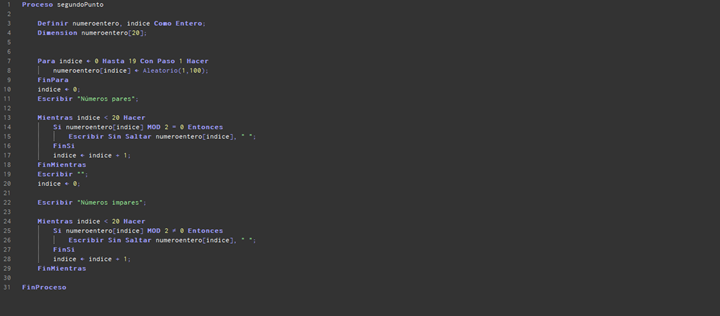 1 Proceso segundoPunto
2
3 Definir numeroentero, indice Como Entero;
4 Dimension numeroentero[20];
5
6
7 Para indice ← 0 Hasta 19 Con Paso 1 Hacer
8 numeroentero[indice] ← Aleatorio(1,100);
9 FinPara
10 indice ← 0;
11 Escribir "Números pares";
12
13 Mientras indice < 20 Hacer
14 Si numeroentero[indice] MOD 2 = 0 Entonces
15 Escribir Sin Saltar numeroentero[indice], " ";
16 FinSi
17 indice ← indice + 1;
18 FinMientras
19 Escribir "";
20 indice ← 0;
21
22 Escribir "Números impares";
23
24 Mientras indice < 20 Hacer
25 Si numeroentero[indice] MOD 2 ≠ 0 Entonces
26 Escribir Sin Saltar numeroentero[indice], " ";
27 FinSi
28 indice ← indice + 1;
29 FinMientras
30
31 FinProceso